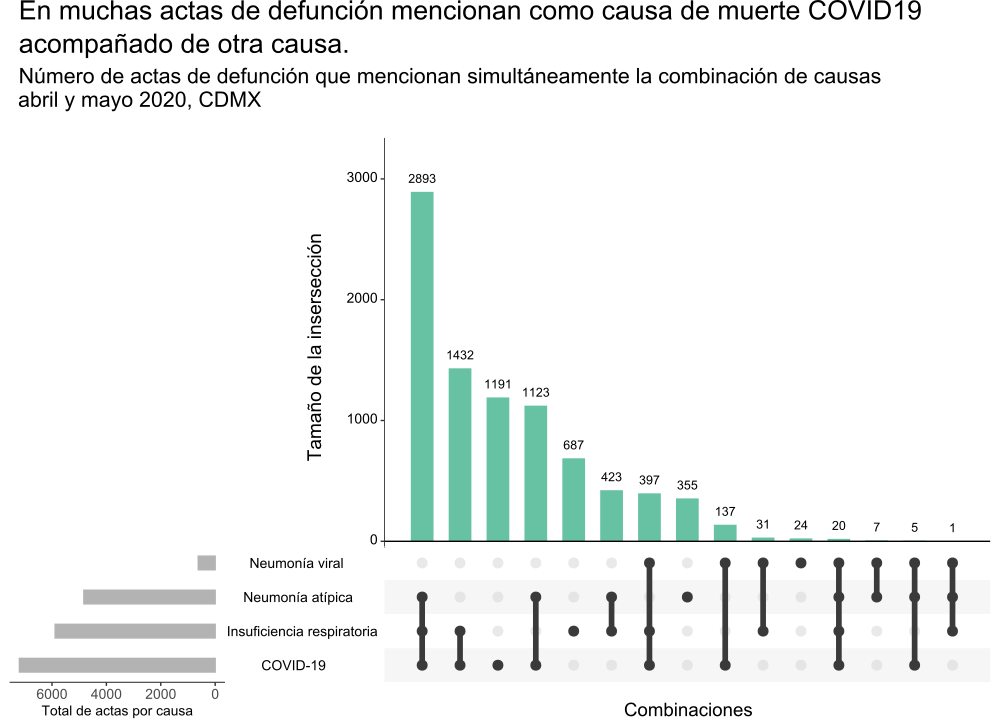 En muchas actas de defunción mencionan como causa de muerte COVID19
acompañado de otra causa.
Número de actas de defunción que mencionan simultáneamente la combinación de causas
abril y mayo 2020, CDMX
Tamaño de la insersección
3000
2000
1000
0
2893
1432
1191
1123
687
423
397
355
137
31
24
20
7
5
1
Neumonía viral
Neumonía atípica
Insuficiencia respiratoria
COVID-19
6000 4000 2000 0
Total de actas por causa
Combinaciones